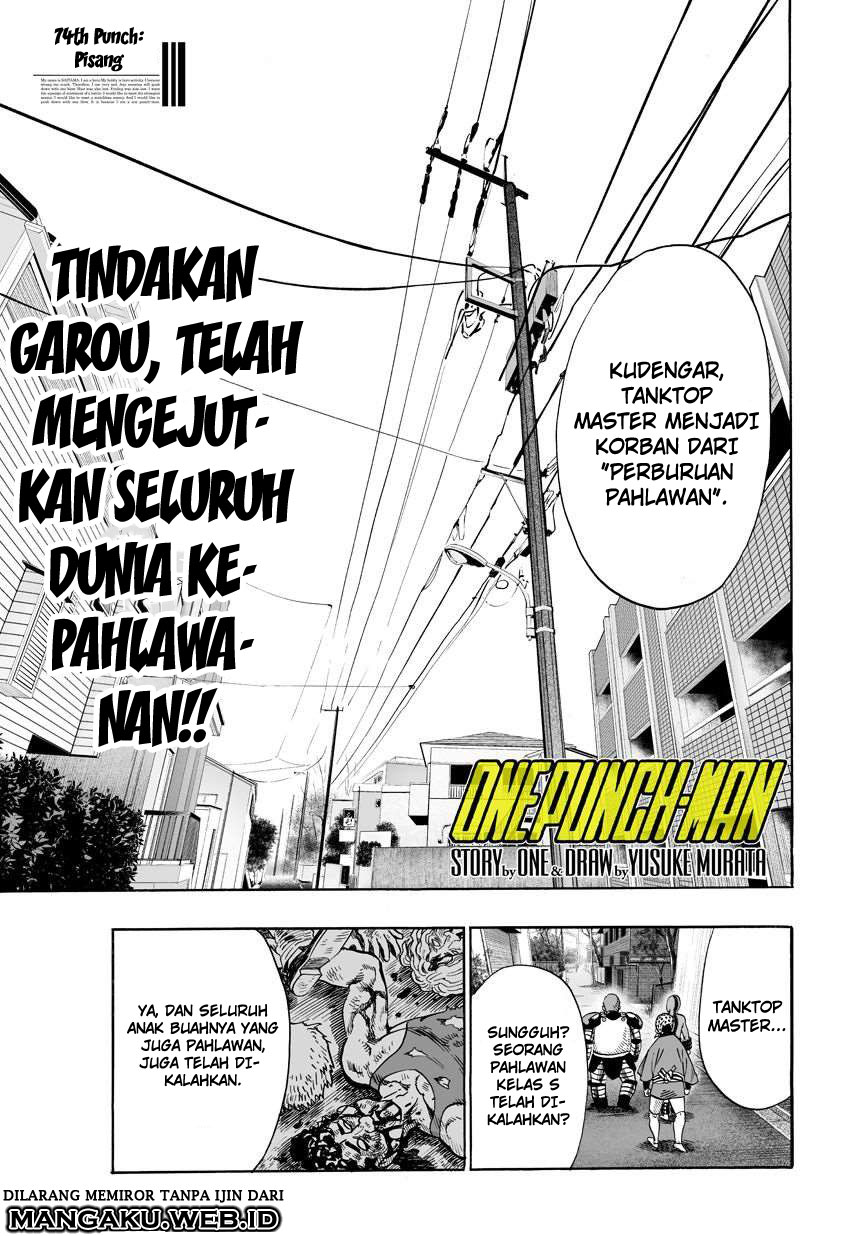 74th Punch:
Pisang
TINDAKAN
GAROU, TELAH
MENGEJUT-
KAN SELURUH
DUNIA KE-
PAHLAWA-
NAN!!
KUDENGAR,
TANKTOP
MASTER MENJADI
KORBAN DARI
"PERBURUAN
PAHLAWAN".
ONEPUNCH-MAN
STORY by ONE & DRAW by YUSUKE MURATA
TANKTOP
MASTER...
SUNGGUH?
SEORANG
PAHLAWAN
KELAS S
TELAH DI-
KALAHKAN?
YA, DAN SELURUH
ANAK BUAHNYA YANG
JUGA PAHLAWAN,
JUGA TELAH DI-
KALAHKAN.
DILARANG MEMIROR TANPA IJIN DARI
MANGAKU.WEB.ID